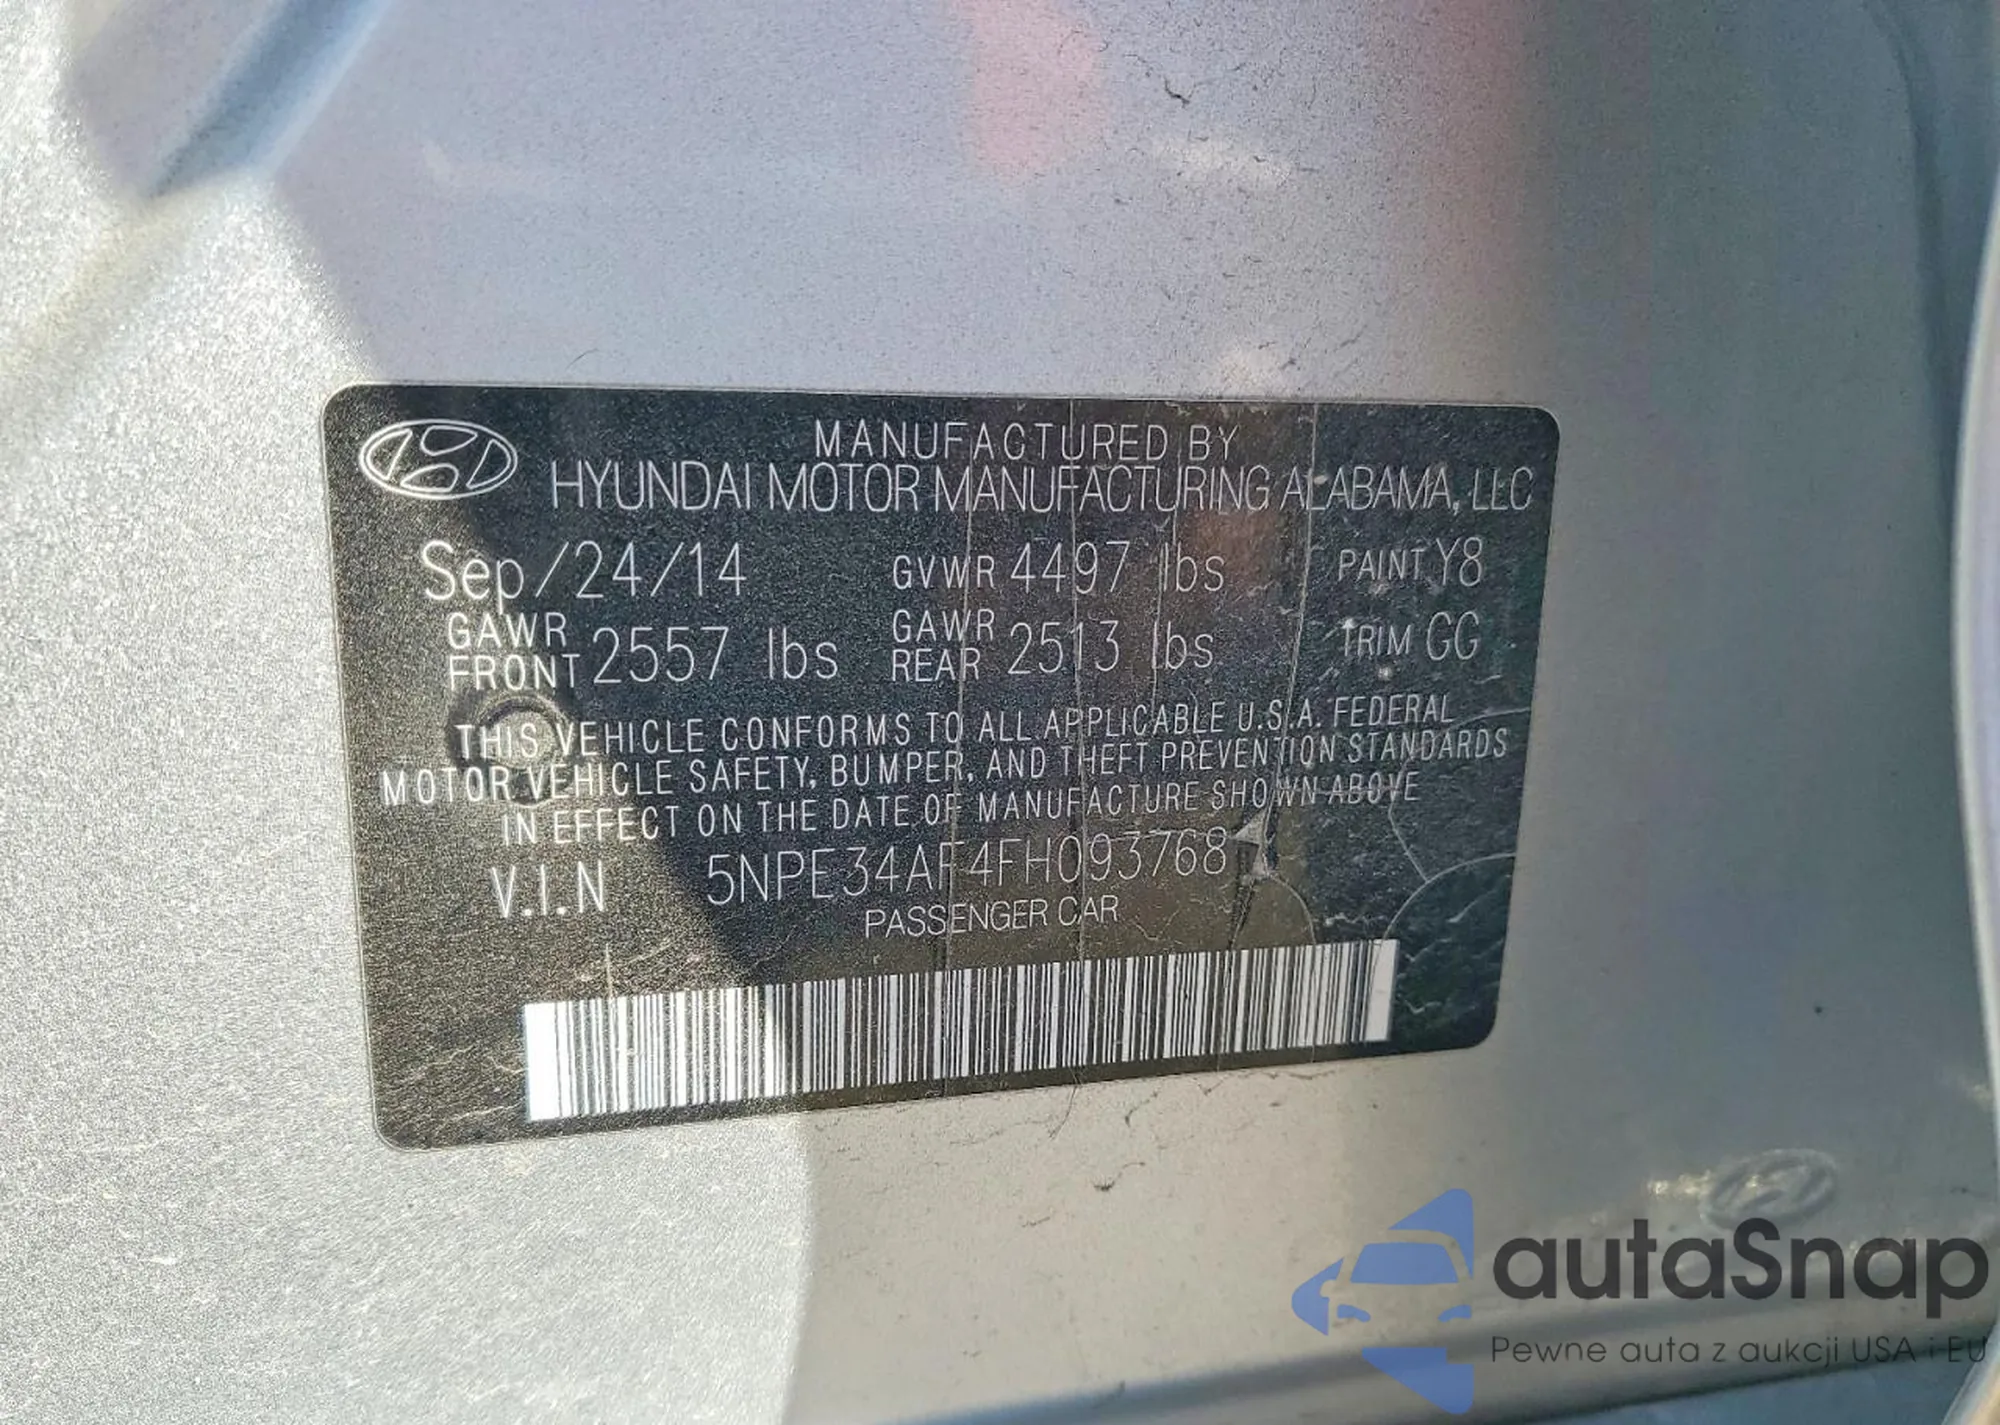 MANUFACTURED BY
HYUNDAI MOTOR MANUFACTURING ALABAMA, LLC
Sep/24/14 GVWR 4497 lbs PAINT Y8
GAWR FRONT 2557 lbs GAWR REAR 2513 lbs TRIM GG
THIS VEHICLE CONFORMS TO ALL APPLICABLE U.S.A. FEDERAL
MOTOR VEHICLE SAFETY, BUMPER, AND THEFT PREVENTION STANDARDS
IN EFFECT ON THE DATE OF MANUFACTURE SHOWN ABOVE
V.I.N 5NPE34AF4FH093768
PASSENGER CAR
autaSnap
Pewne auta z aukcji USA i EU